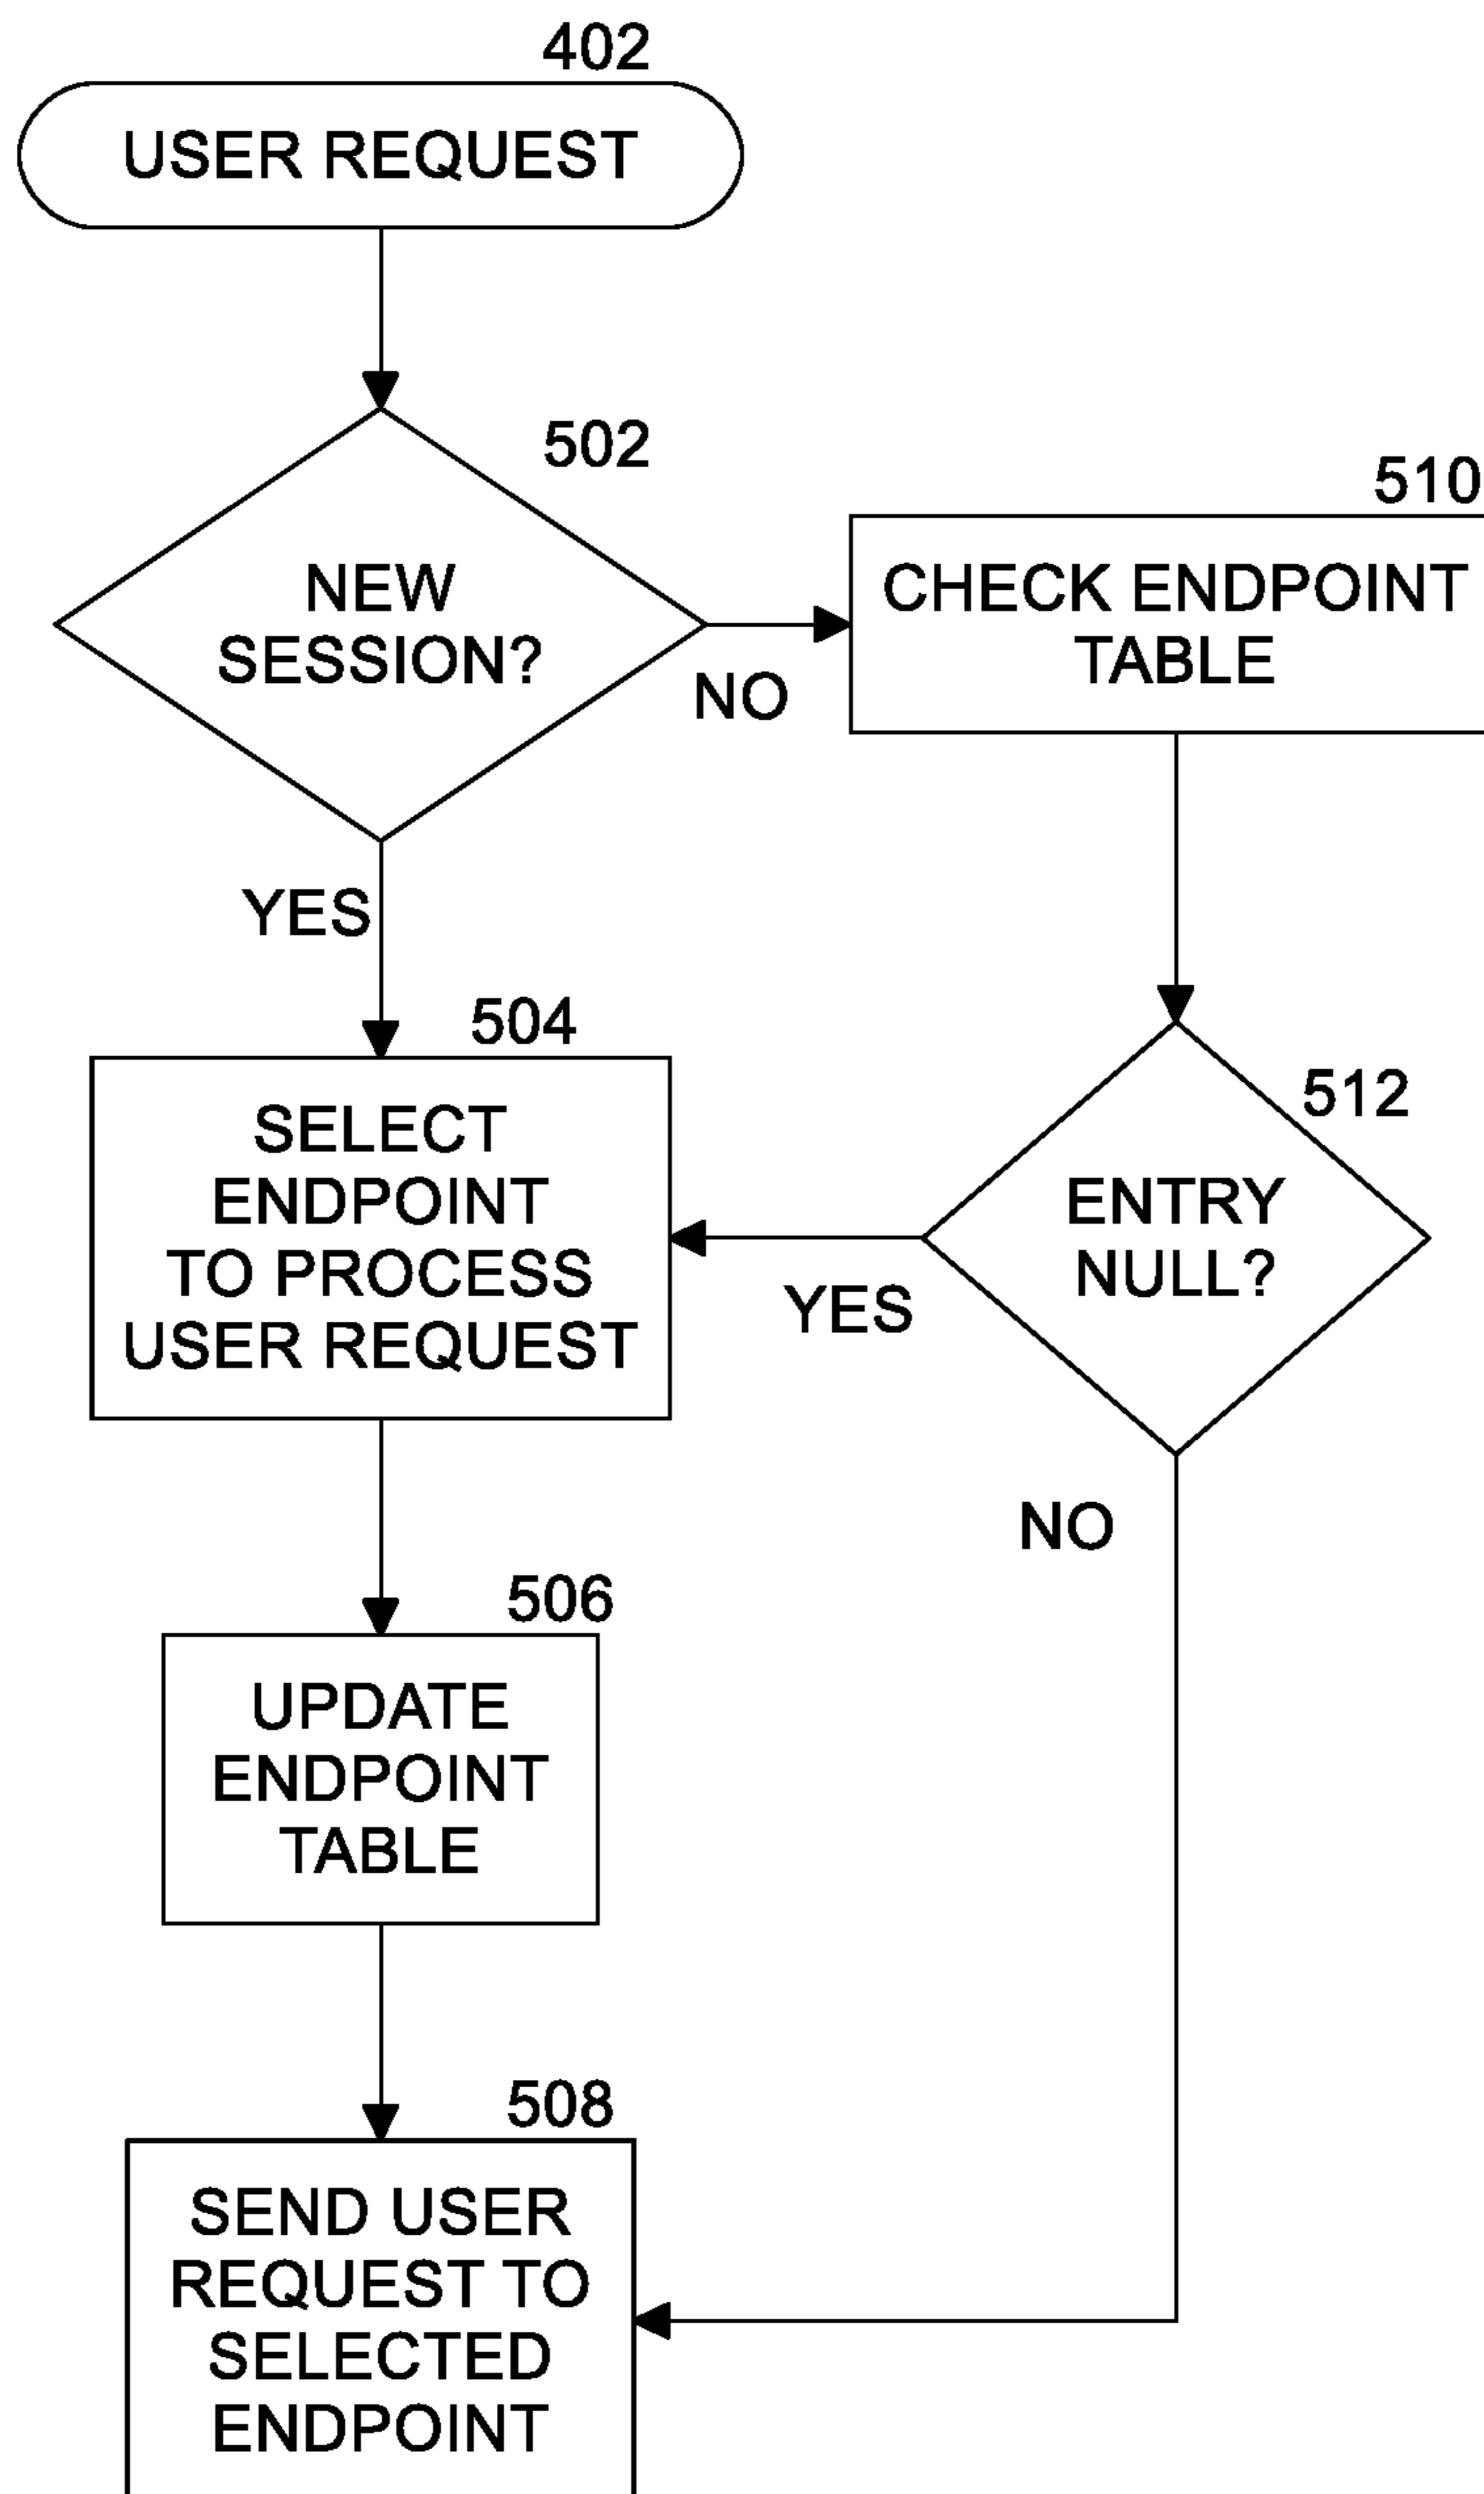 402
USER REQUEST
502
NEW
SESSION?
NO
510
CHECK ENDPOINT
TABLE
YES
504
SELECT
ENDPOINT
TO PROCESS
USER REQUEST
512
ENTRY
NULL?
YES
NO
506
UPDATE
ENDPOINT
TABLE
508
SEND USER
REQUEST TO
SELECTED
ENDPOINT